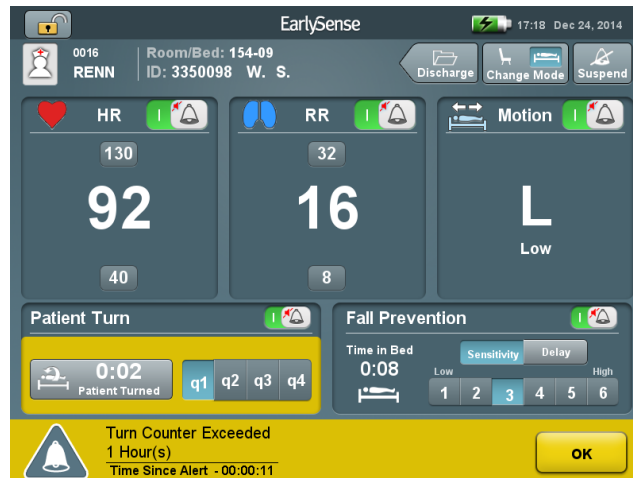 EarlySense
17:18 Dec 24, 2014
0016
RENN
Room/Bed: 154-09
ID: 3350098 W. S.
Discharge
Change Mode
Suspend
HR
I
130
92
40
RR
I
32
16
8
Motion
I
L
Low
Patient Turn
I
0:02
Patient Turned
q1 q2 q3 q4
Fall Prevention
I
Time in Bed
0:08
Sensitivity Delay
Low High
1 2 3 4 5 6
Turn Counter Exceeded
1 Hour(s)
Time Since Alert - 00:00:11
OK